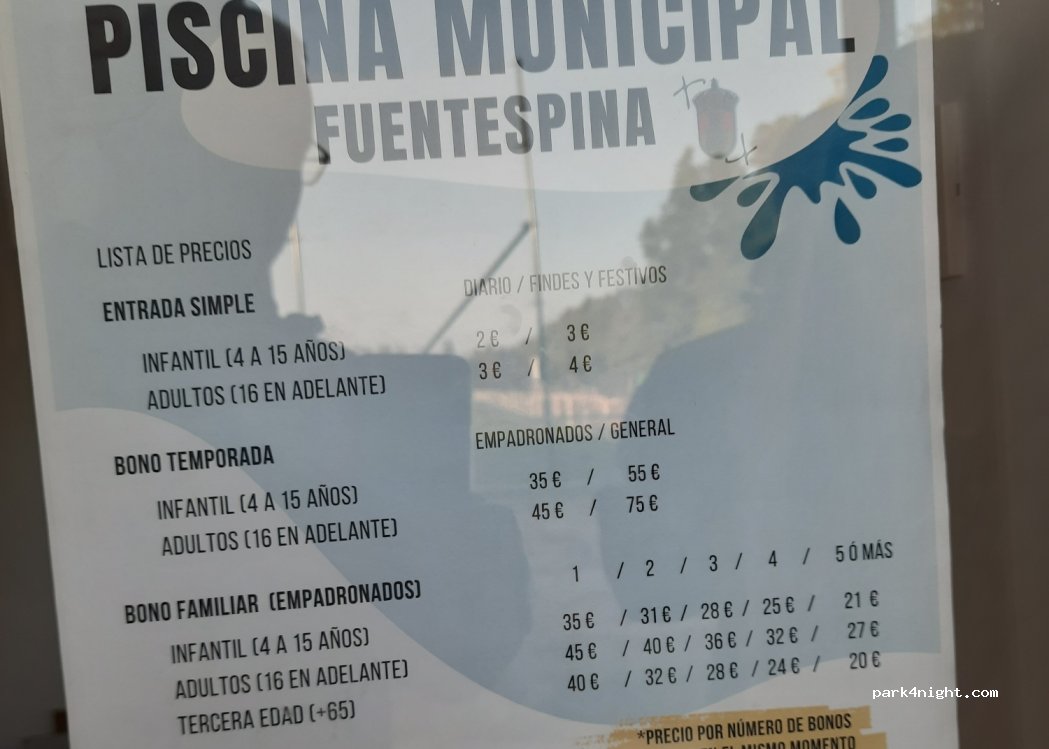 PISCINA MUNICIPAL
FUENTESPINA
LISTA DE PRECIOS
DIARIO / FINDES Y FESTIVOS
ENTRADA SIMPLE
INFANTIL (4 A 15 AÑOS) 2 € / 3 €
ADULTOS (16 EN ADELANTE) 3 € / 4 €
EMPADRONADOS / GENERAL
BONO TEMPORADA
INFANTIL (4 A 15 AÑOS) 35 € / 55 €
ADULTOS (16 EN ADELANTE) 45 € / 75 €
1 / 2 / 3 / 4 / 5 Ó MÁS
BONO FAMILIAR (EMPADRONADOS)
INFANTIL (4 A 15 AÑOS) 35 € / 31 € / 28 € / 25 € / 21 €
ADULTOS (16 EN ADELANTE) 45 € / 40 € / 36 € / 32 € / 27 €
TERCERA EDAD (+65) 40 € / 32 € / 28 € / 24 € / 20 €
park4night.com
*PRECIO POR NÚMERO DE BONOS
EN EL MISMO MOMENTO